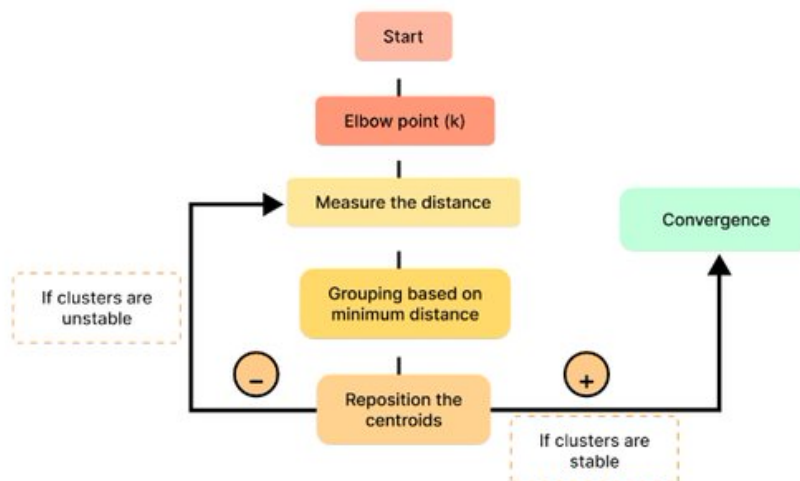 Start
Elbow point (k)
Measure the distance
Convergence
If clusters are
unstable
Grouping based on
minimum distance
−
+
Reposition the
centroids
If clusters are
stable